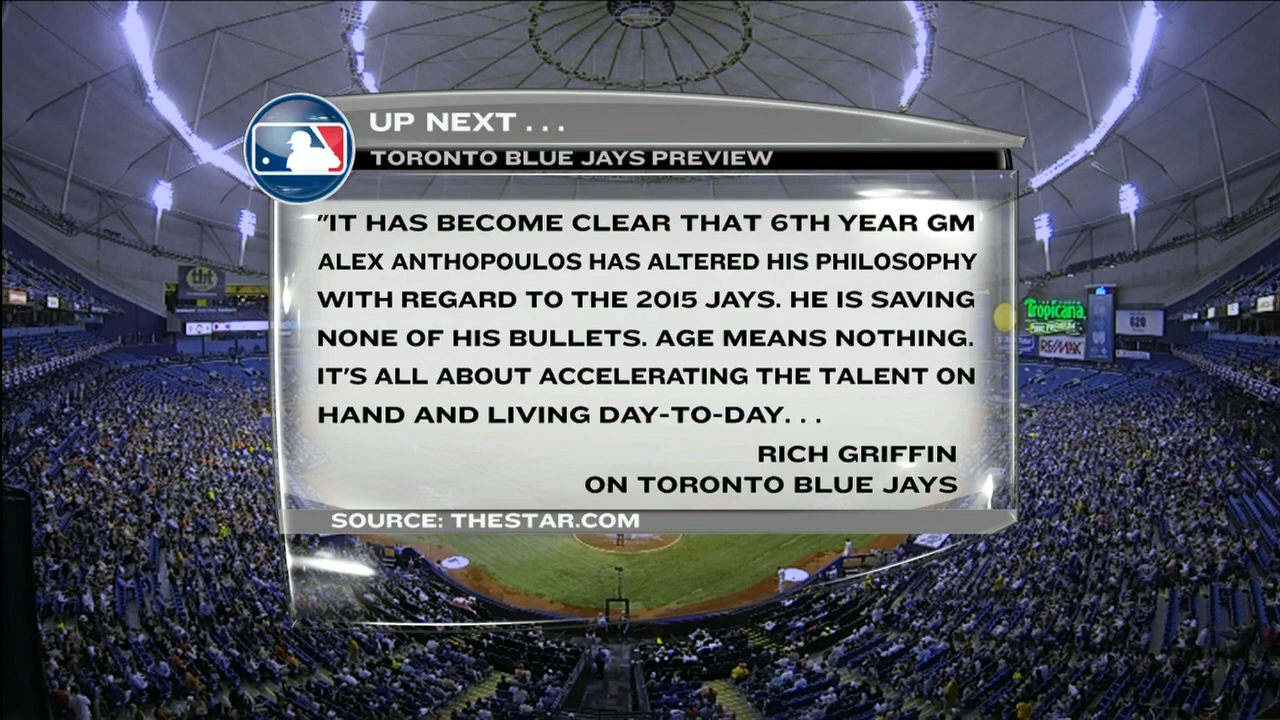 UP NEXT . . .
TORONTO BLUE JAYS PREVIEW
"IT HAS BECOME CLEAR THAT 6TH YEAR GM
ALEX ANTHOPOULOS HAS ALTERED HIS PHILOSOPHY
WITH REGARD TO THE 2015 JAYS. HE IS SAVING
NONE OF HIS BULLETS. AGE MEANS NOTHING.
IT'S ALL ABOUT ACCELERATING THE TALENT ON
HAND AND LIVING DAY-TO-DAY. . .
RICH GRIFFIN
ON TORONTO BLUE JAYS
SOURCE: THESTAR.COM
tbt
Tropicana
RE/MAX
620